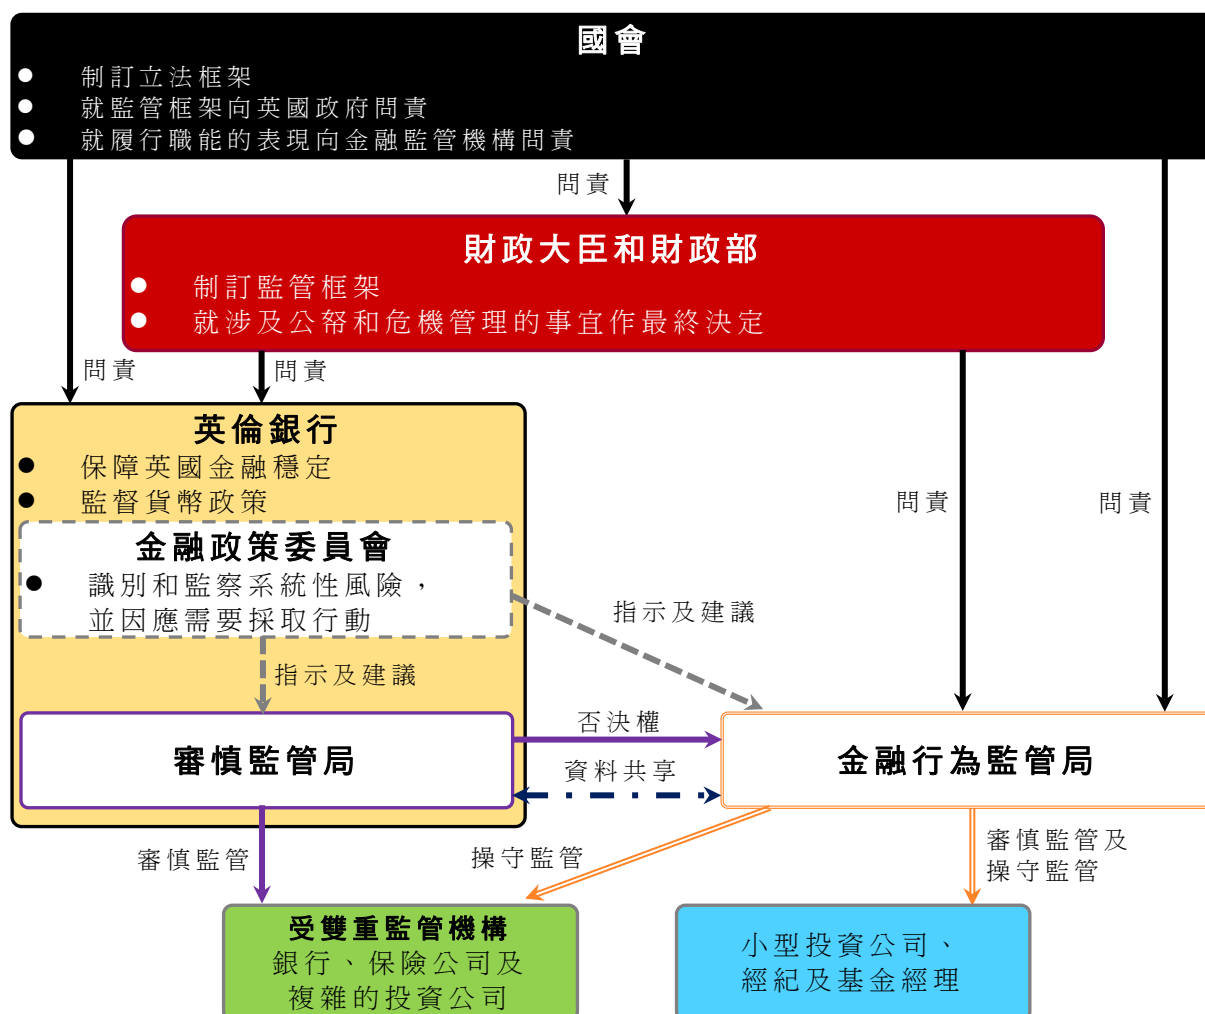 國會
制訂立法框架
就監管框架向英國政府問責
就履行職能的表現向金融監管機構問責
問責
財政大臣和財政部
制訂監管框架
就涉及公帑和危機管理的事宜作最終決定
問責
問責
英倫銀行
保障英國金融穩定
監督貨幣政策
問責
問責
金融政策委員會
識別和監察系統性風險，
並因應需要採取行動
指示及建議
指示及建議
審慎監管局
否決權
資料共享
金融行為監管局
審慎監管
操守監管
審慎監管及
操守監管
受雙重監管機構
銀行、保險公司及
複雜的投資公司
小型投資公司、
經紀及基金經理